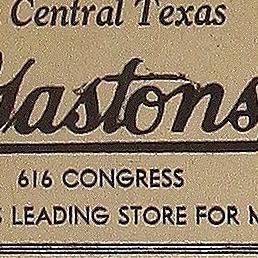 Central Texas
Gastons
616 CONGRESS
S LEADING STORE FOR M